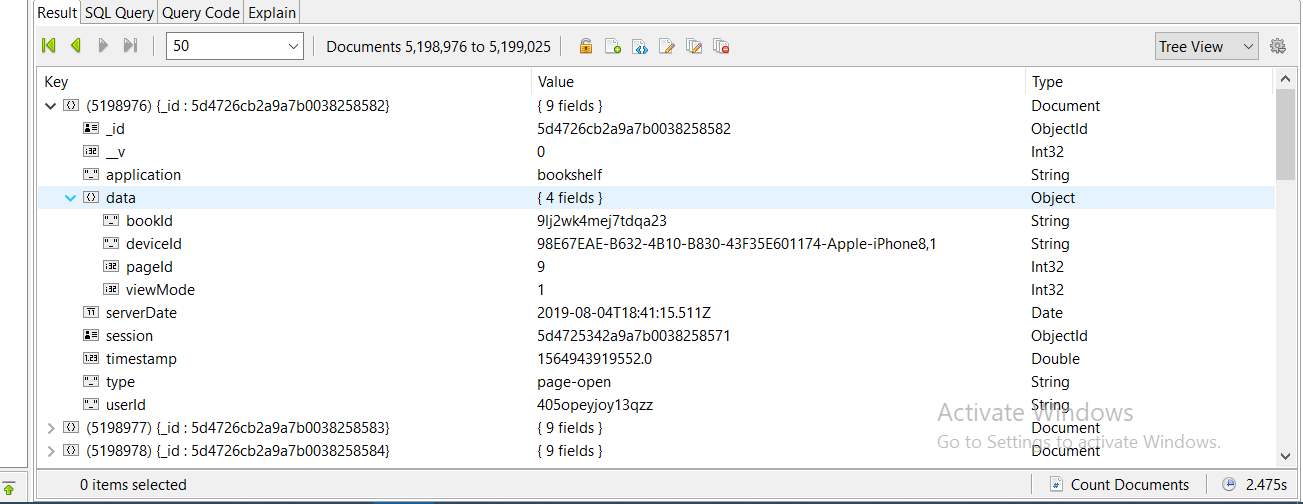 Result SQL Query Query Code Explain
50 Documents 5,198,976 to 5,199,025 Tree View
Key Value Type
(5198976) {_id : 5d4726cb2a9a7b0038258582} { 9 fields } Document
_id 5d4726cb2a9a7b0038258582 ObjectId
__v 0 Int32
application bookshelf String
data { 4 fields } Object
bookId 9lj2wk4mej7tdqa23 String
deviceId 98E67EAE-B632-4B10-B830-43F35E601174-Apple-iPhone8,1 String
pageId 9 Int32
viewMode 1 Int32
serverDate 2019-08-04T18:41:15.511Z Date
session 5d4725342a9a7b0038258571 ObjectId
timestamp 1564943919552.0 Double
type page-open String
userId 405opeyjoy13qzz String
Activate Windows
(5198977) {_id : 5d4726cb2a9a7b0038258583} { 9 fields } Document
Go to Settings to activate Windows.
(5198978) {_id : 5d4726cb2a9a7b0038258584} { 9 fields } Document
0 items selected Count Documents 2.475s